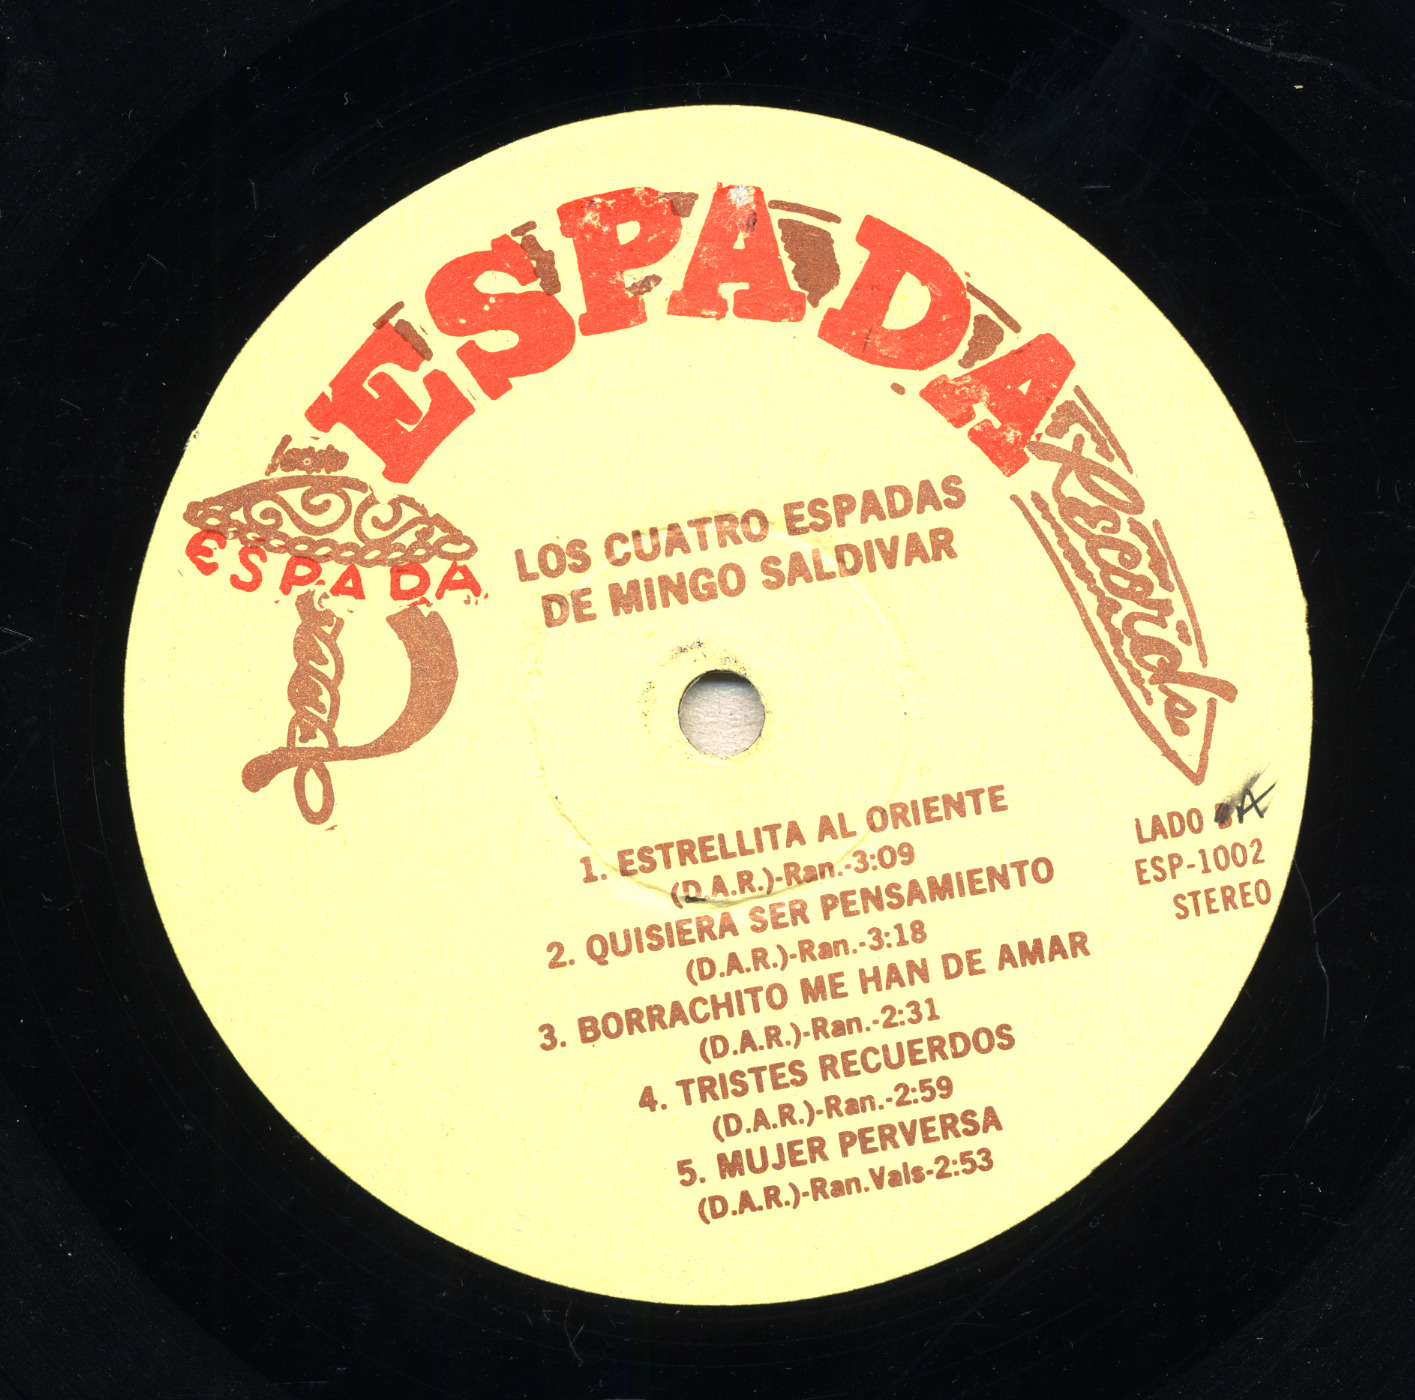 ESPADA
ESPADA
Records
LOS CUATRO ESPADAS
DE MINGO SALDIVAR
LADO A
ESP-1002
STEREO
1. ESTRELLITA AL ORIENTE
(D.A.R.)-Ran.-3:09
2. QUISIERA SER PENSAMIENTO
(D.A.R.)-Ran.-3:18
3. BORRACHITO ME HAN DE AMAR
(D.A.R.)-Ran.-2:31
4. TRISTES RECUERDOS
(D.A.R.)-Ran.-2:59
5. MUJER PERVERSA
(D.A.R.)-Ran.Vals-2:53